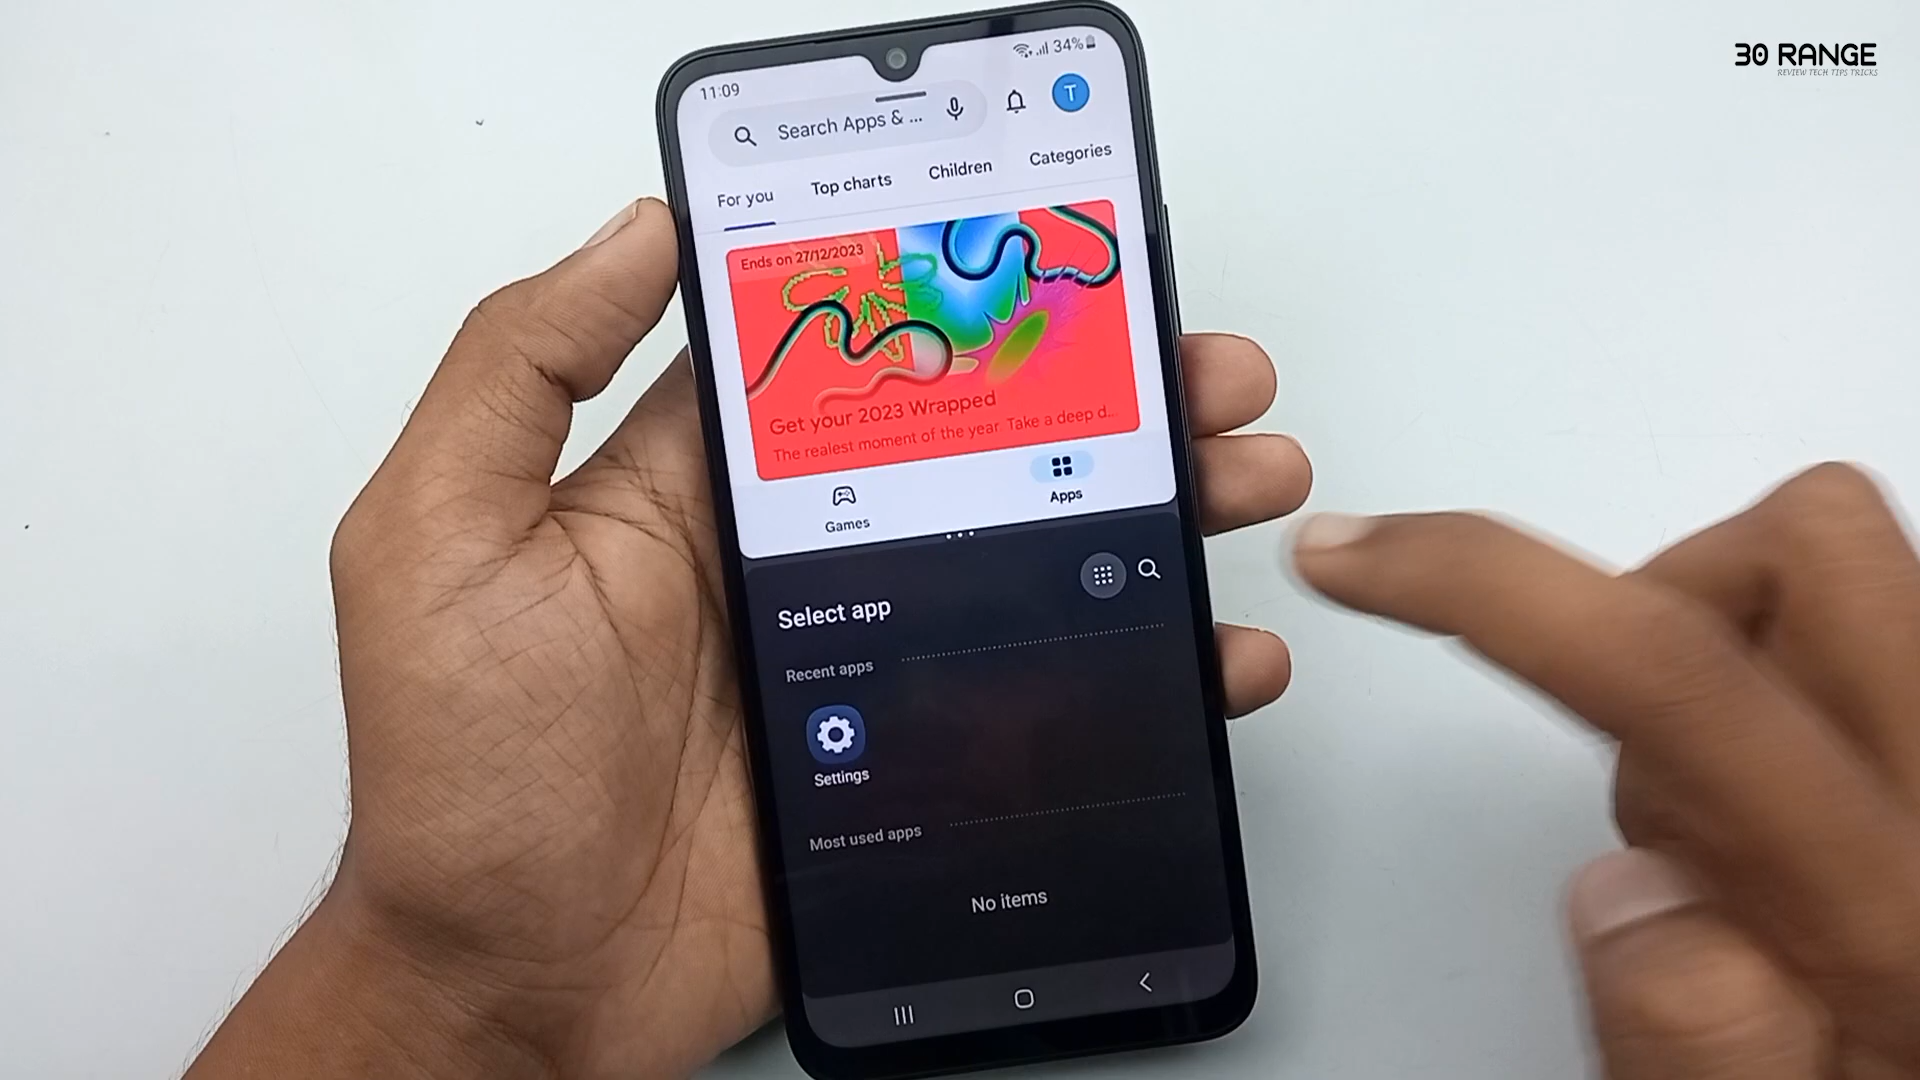 30 RANGE
REVIEW TECH TIPS TRICKS
11:09
34%
Search Apps & ...
T
For you
Top charts
Children
Categories
Ends on 27/12/2023
Get your 2023 Wrapped
The realest moment of the year Take a deep d...
Games
Apps
Select app
Recent apps
Settings
Most used apps
No items